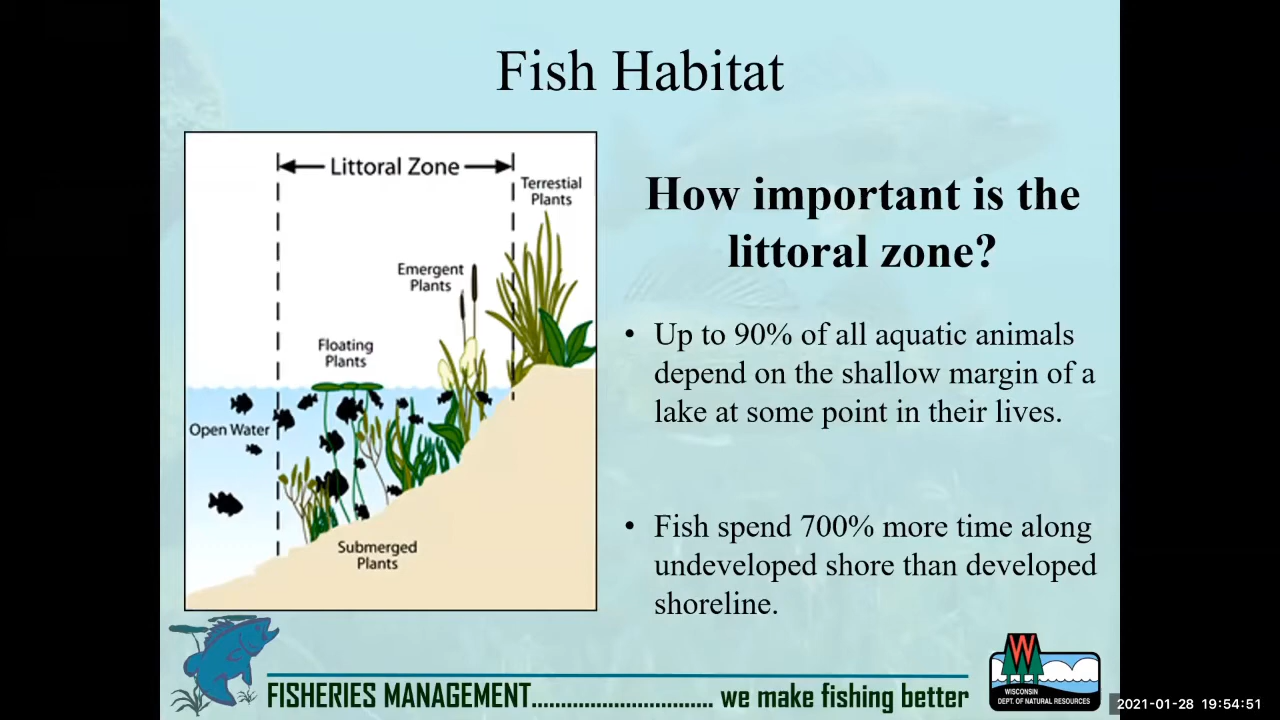 Fish Habitat
Littoral Zone
Terrestial
Plants
Emergent
Plants
Floating
Plants
Open Water
Submerged
Plants
How important is the
littoral zone?
• Up to 90% of all aquatic animals
depend on the shallow margin of a
lake at some point in their lives.
• Fish spend 700% more time along
undeveloped shore than developed
shoreline.
FISHERIES MANAGEMENT................................. we make fishing better
W
WISCONSIN
DEPT. OF NATURAL RESOURCES
2021-01-28 19:54:51